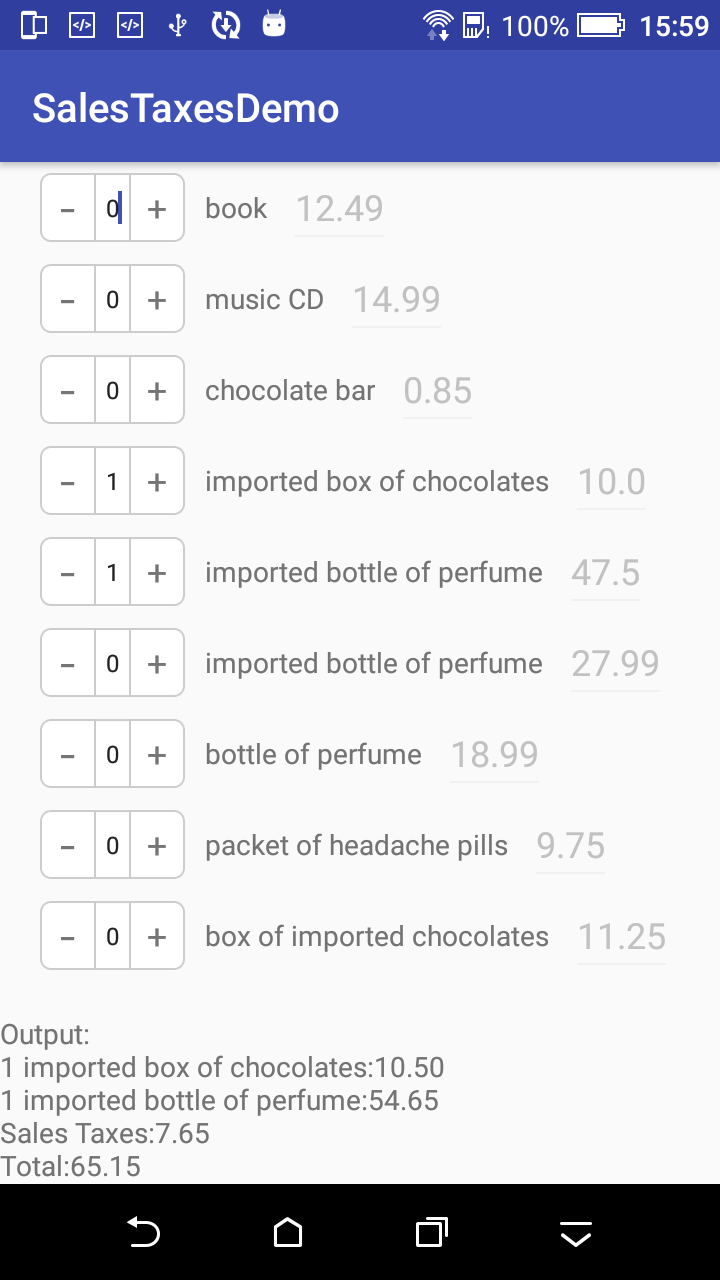 100% 15:59
SalesTaxesDemo
- 0 + book 12.49
- 0 + music CD 14.99
- 0 + chocolate bar 0.85
- 1 + imported box of chocolates 10.0
- 1 + imported bottle of perfume 47.5
- 0 + imported bottle of perfume 27.99
- 0 + bottle of perfume 18.99
- 0 + packet of headache pills 9.75
- 0 + box of imported chocolates 11.25
Output:
1 imported box of chocolates:10.50
1 imported bottle of perfume:54.65
Sales Taxes:7.65
Total:65.15